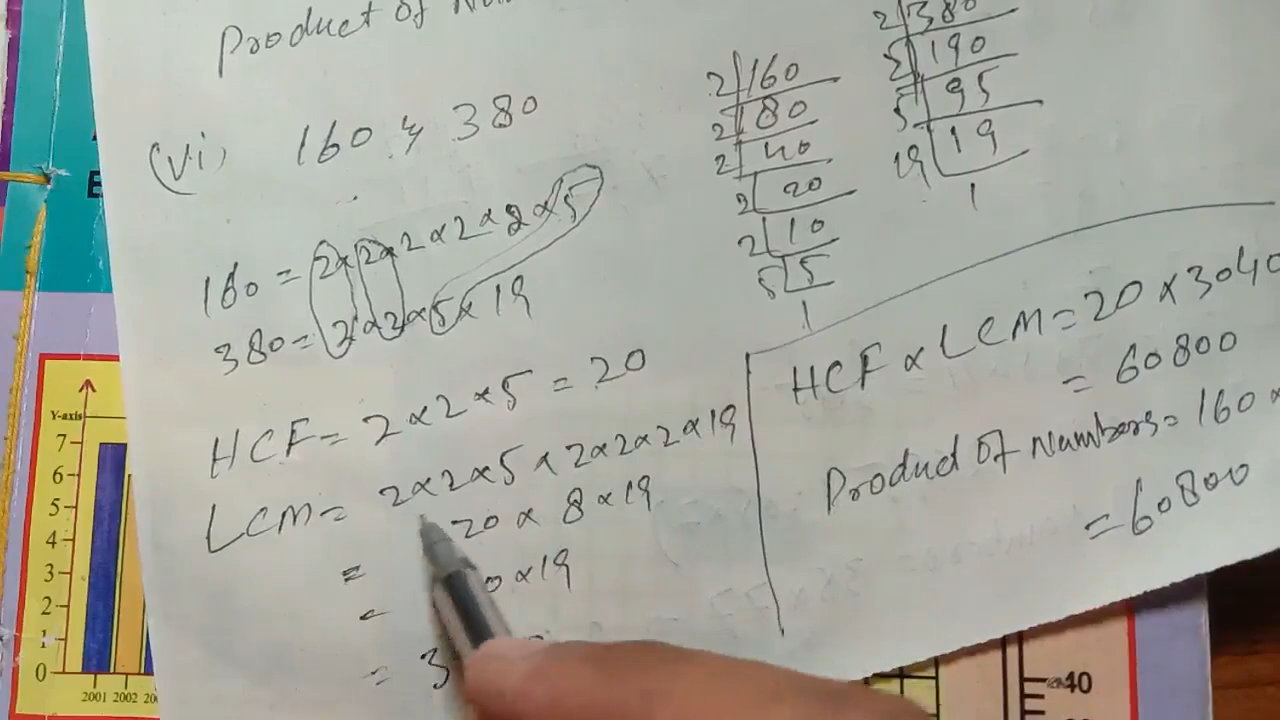 Product of
(vi) 160 & 380
160 = 2×2×2×2×2×5
380 = 2×2×5×19
HCF = 2×2×5 = 20
LCM = 2×2×5×2×2×2×19
= 20 × 8 ×19
= 0 ×19
= 3
2 160
2 80
2 40
2 20
2 10
5 5
1
2 380
2 190
5 95
19 19
1
HCF × LCM = 20 × 3040
= 60800
Product Of Numbers = 160 ×
= 60800
Y-axis
7
6
5
4
3
2
1
0
2001 2002
40